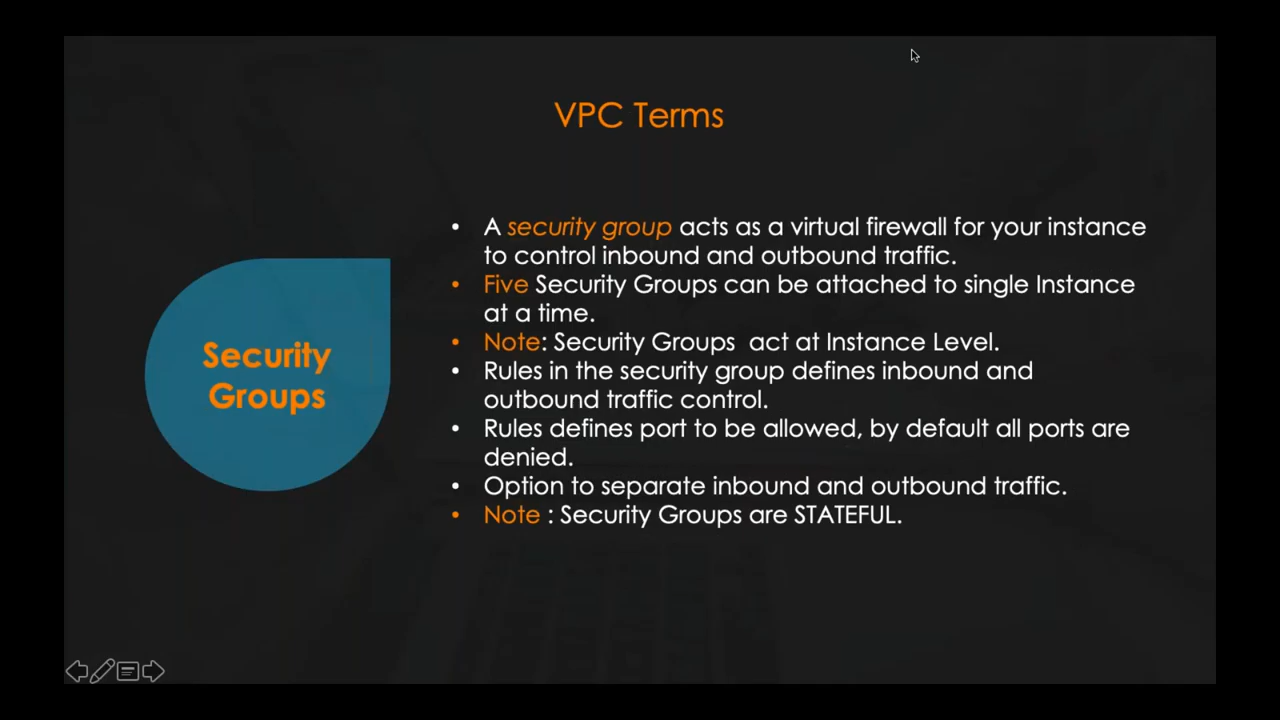 VPC Terms
Security
Groups
• A security group acts as a virtual firewall for your instance
to control inbound and outbound traffic.
• Five Security Groups can be attached to single Instance
at a time.
• Note: Security Groups  act at Instance Level.
• Rules in the security group defines inbound and
outbound traffic control.
• Rules defines port to be allowed, by default all ports are
denied.
• Option to separate inbound and outbound traffic.
• Note : Security Groups are STATEFUL.